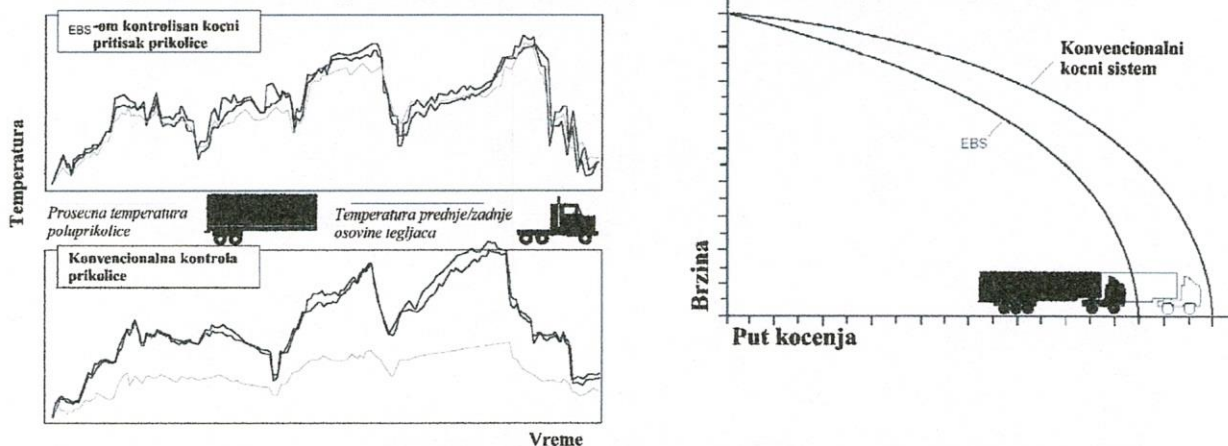 EBS-om kontrolisan kocni
pritisak prikolice
Temperatura
Prosecna temperatura
poluprikolice
Temperatura prednje/zadnje
osovine tegljaca
Konvencionalna kontrola
prikolice
Vreme
Konvencionalni
kocni sistem
EBS
Brzina
Put kocenja